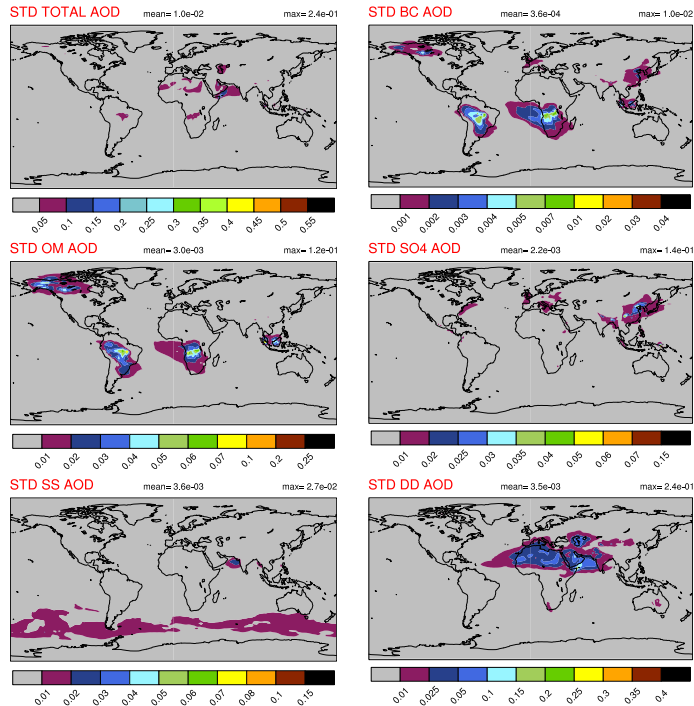 STD TOTAL AOD mean=1.0e-02 max=2.4e-01
0.05 0.1 0.15 0.2 0.25 0.3 0.35 0.4 0.45 0.5 0.55
STD BC AOD mean=3.6e-04 max=1.0e-02
0.001 0.002 0.003 0.004 0.005 0.006 0.007 0.01 0.02 0.03 0.04
STD OM AOD mean=3.0e-03 max=1.2e-01
0.01 0.02 0.03 0.04 0.05 0.06 0.07 0.1 0.2 0.25
STD SO4 AOD mean=2.2e-03 max=1.4e-01
0.01 0.02 0.025 0.03 0.035 0.04 0.05 0.06 0.07 0.15
STD SS AOD mean=3.6e-03 max=2.7e-02
0.01 0.02 0.03 0.04 0.05 0.06 0.07 0.08 0.1 0.15
STD DD AOD mean=3.5e-03 max=2.4e-01
0.01 0.025 0.05 0.1 0.15 0.2 0.25 0.3 0.35 0.4